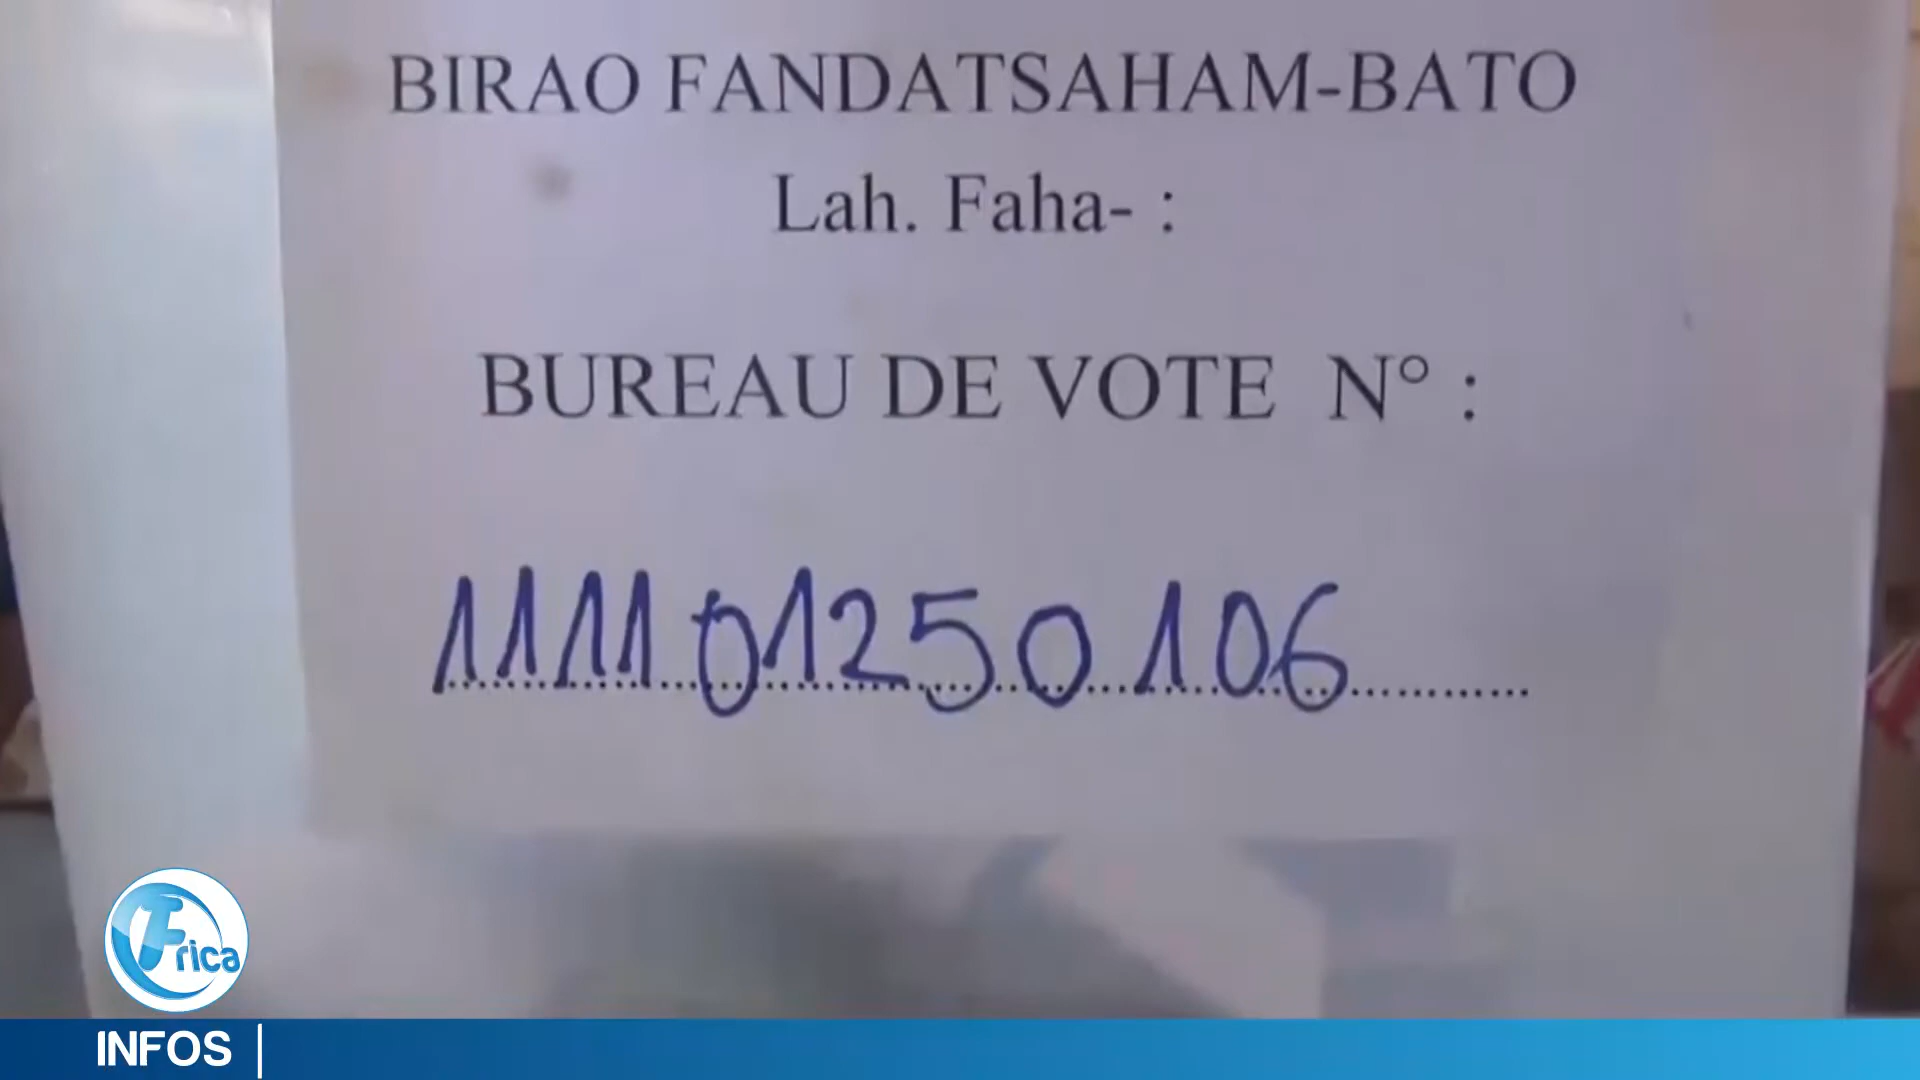 BIRAO FANDATSAHAM-BATO
Lah. Faha- :
BUREAU DE VOTE N° :
111101250106
Frica
INFOS